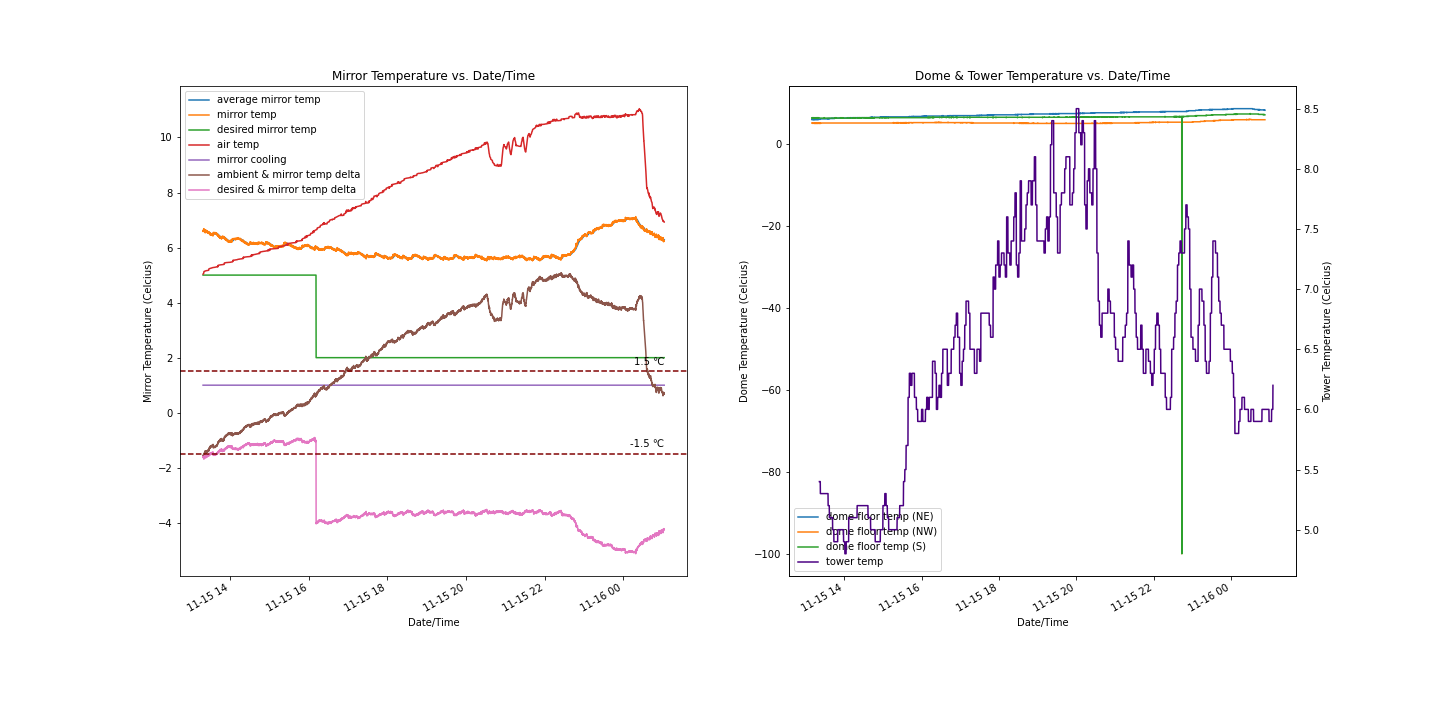 Mirror Temperature vs. Date/Time
average mirror temp
mirror temp
desired mirror temp
air temp
mirror cooling
ambient & mirror temp delta
desired & mirror temp delta
10
8
6
4
2
0
−2
−4
Mirror Temperature (Celcius)
1.5 °C
-1.5 °C
11-15 14
11-15 16
11-15 18
11-15 20
11-15 22
11-16 00
Date/Time
Dome & Tower Temperature vs. Date/Time
0
−20
−40
−60
−80
−100
Dome Temperature (Celcius)
dome floor temp (NE)
dome floor temp (NW)
dome floor temp (S)
tower temp
8.5
8.0
7.5
7.0
6.5
6.0
5.5
5.0
Tower Temperature (Celcius)
11-15 14
11-15 16
11-15 18
11-15 20
11-15 22
11-16 00
Date/Time